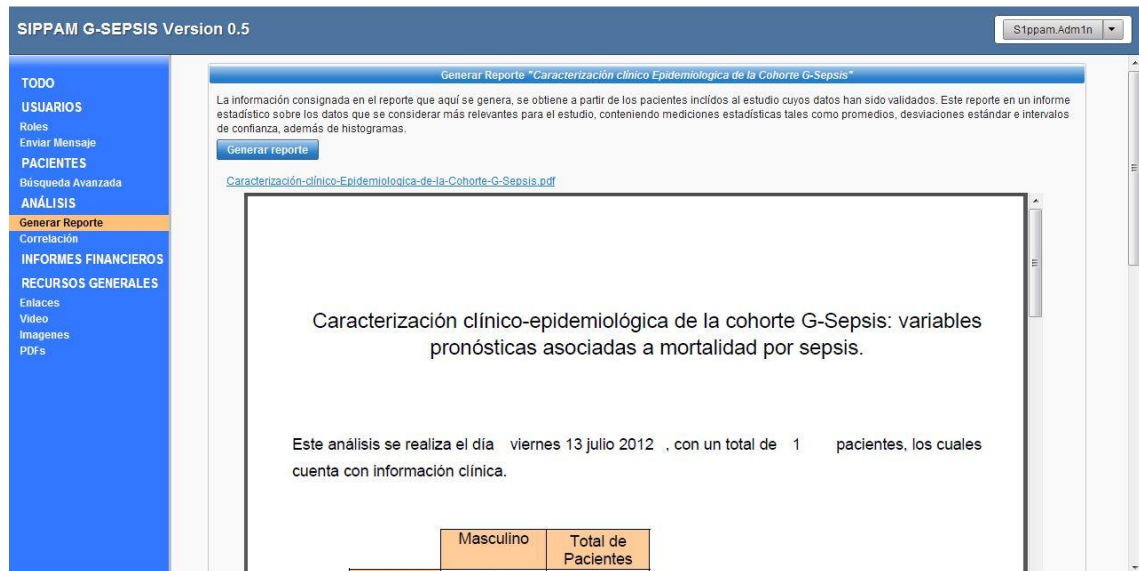 SIPPAM G-SEPSIS Version 0.5
S1ppam.Adm1n
TODO
USUARIOS
Roles
Enviar Mensaje
PACIENTES
Búsqueda Avanzada
ANÁLISIS
Generar Reporte
Correlación
INFORMES FINANCIEROS
RECURSOS GENERALES
Enlaces
Video
Imagenes
PDFs
Generar Reporte "Caracterización clínico Epidemiologica de la Cohorte G-Sepsis"
La información consignada en el reporte que aquí se genera, se obtiene a partir de los pacientes inclídos al estudio cuyos datos han sido validados. Este reporte en un informe
estadístico sobre los datos que se considerar más relevantes para el estudio, conteniendo mediciones estadísticas tales como promedios, desviaciones estándar e intervalos
de confianza, además de histogramas.
Generar reporte
Caracterización-clínico-Epidemiologica-de-la-Cohorte-G-Sepsis.pdf
Caracterización clínico-epidemiológica de la cohorte G-Sepsis: variables
pronósticas asociadas a mortalidad por sepsis.
Este análisis se realiza el día viernes 13 julio 2012 , con un total de 1 pacientes, los cuales
cuenta con información clínica.
Masculino Total de
Pacientes